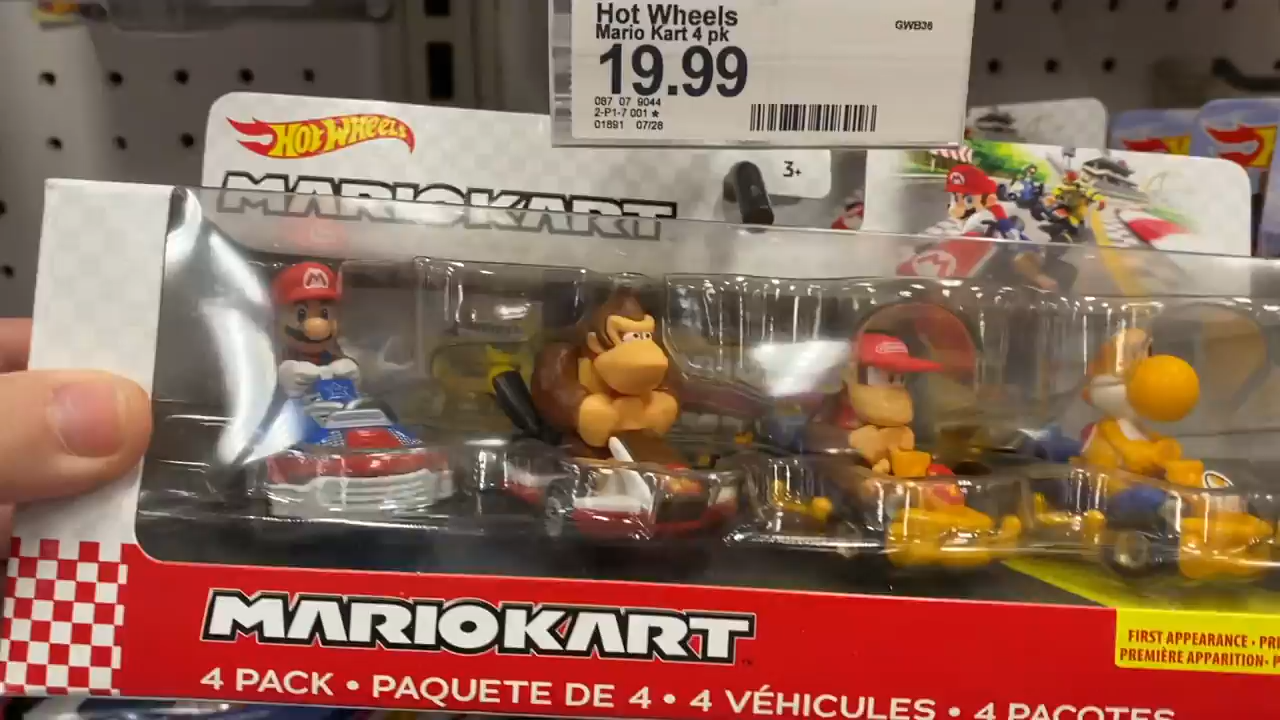 Hot Wheels
GWB36
Mario Kart 4 pk
19.99
087 07 9044
2-P1-7 001 ★
01891 07/28
HOT WHEELS
MARIOKART
3+
M
MARIOKART™
4 PACK • PAQUETE DE 4 • 4 VÉHICULES • 4 PACOTES
FIRST APPEARANCE •
PREMIÈRE APPARITION •